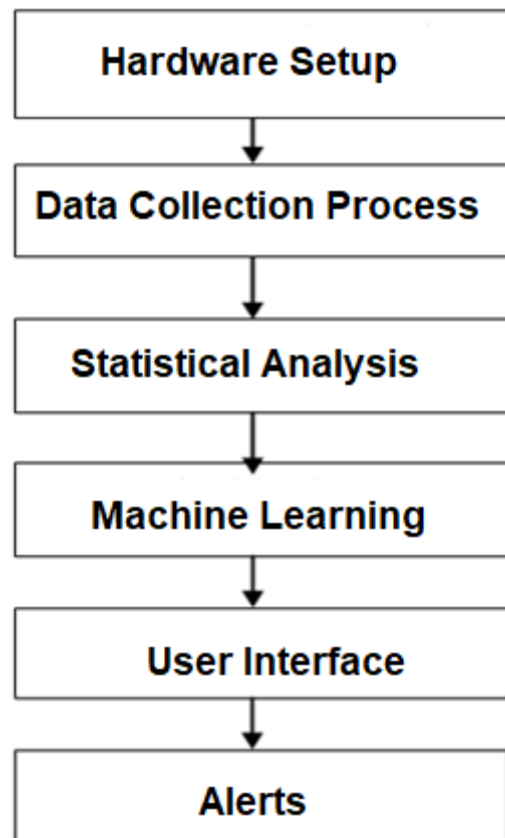 Hardware Setup
Data Collection Process
Statistical Analysis
Machine Learning
User Interface
Alerts